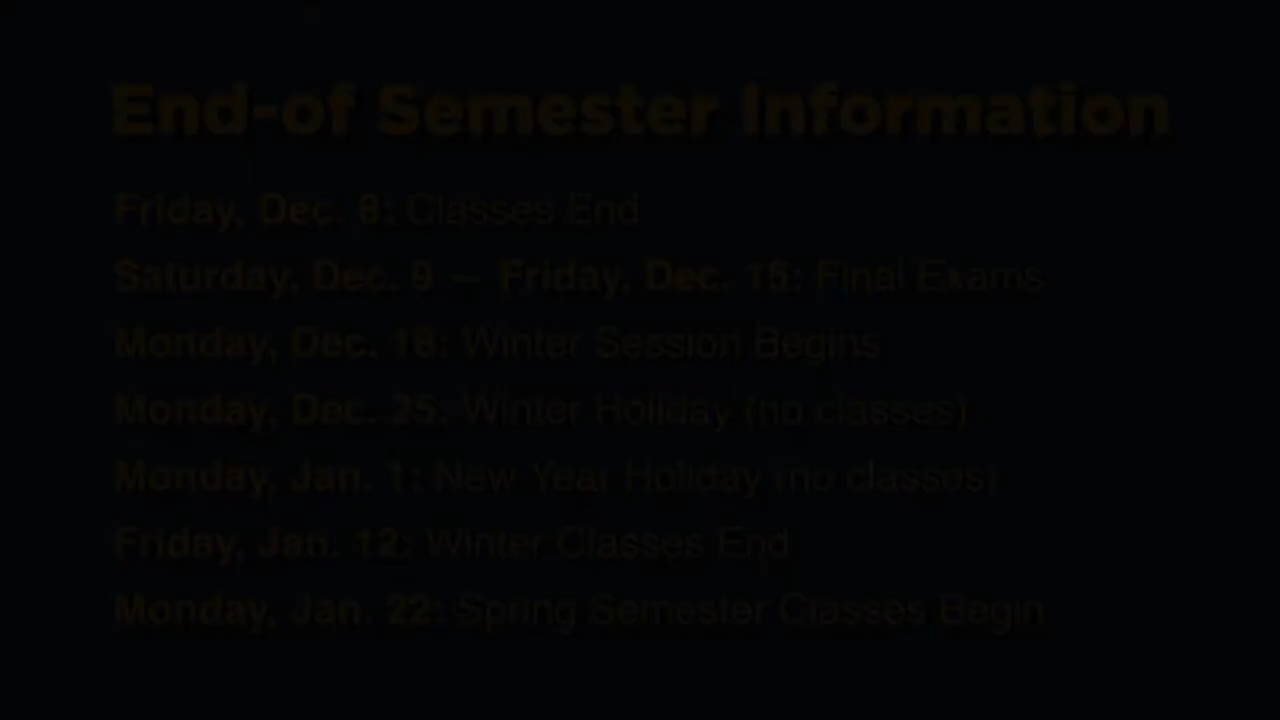 End-of Semester Information
Friday, Dec. 8: Classes End
Saturday, Dec. 9 — Friday, Dec. 15: Final Exams
Monday, Dec. 18: Winter Session Begins
Monday, Dec. 25: Winter Holiday (no classes)
Monday, Jan. 1: New Year Holiday (no classes)
Friday, Jan. 12: Winter Classes End
Monday, Jan. 22: Spring Semester Classes Begin